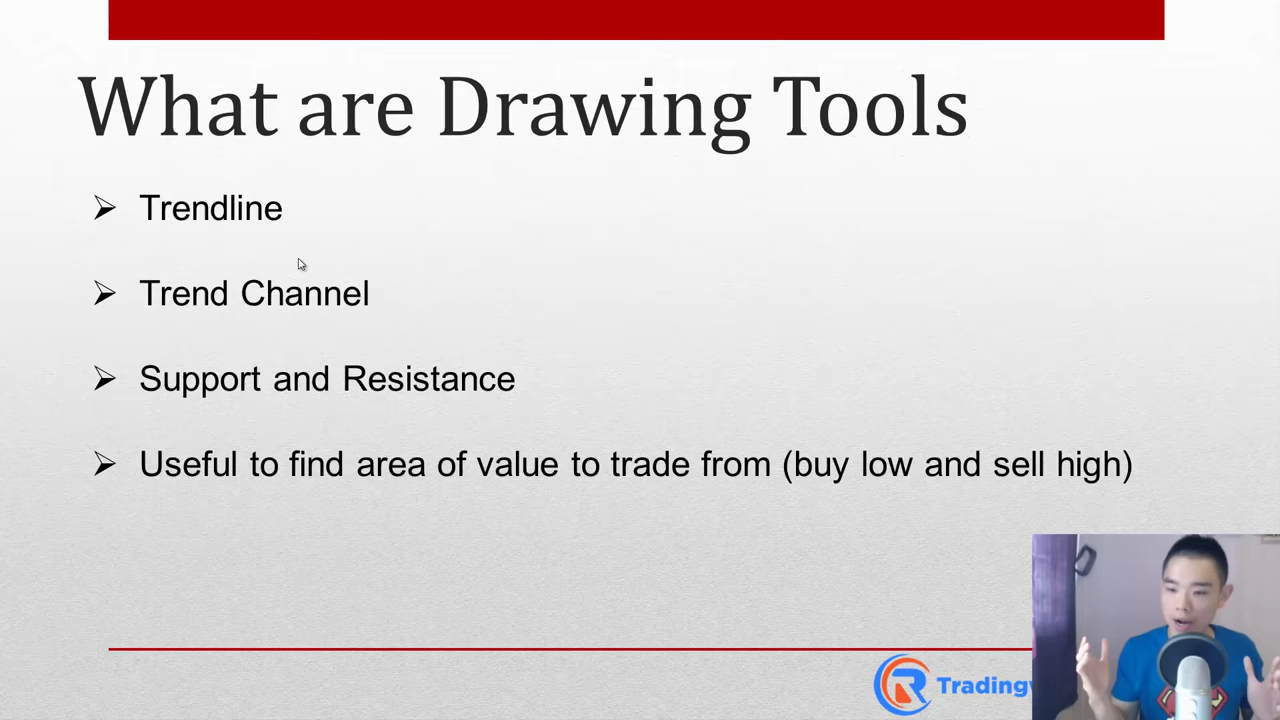 What are Drawing Tools
Trendline
Trend Channel
Support and Resistance
Useful to find area of value to trade from (buy low and sell high)